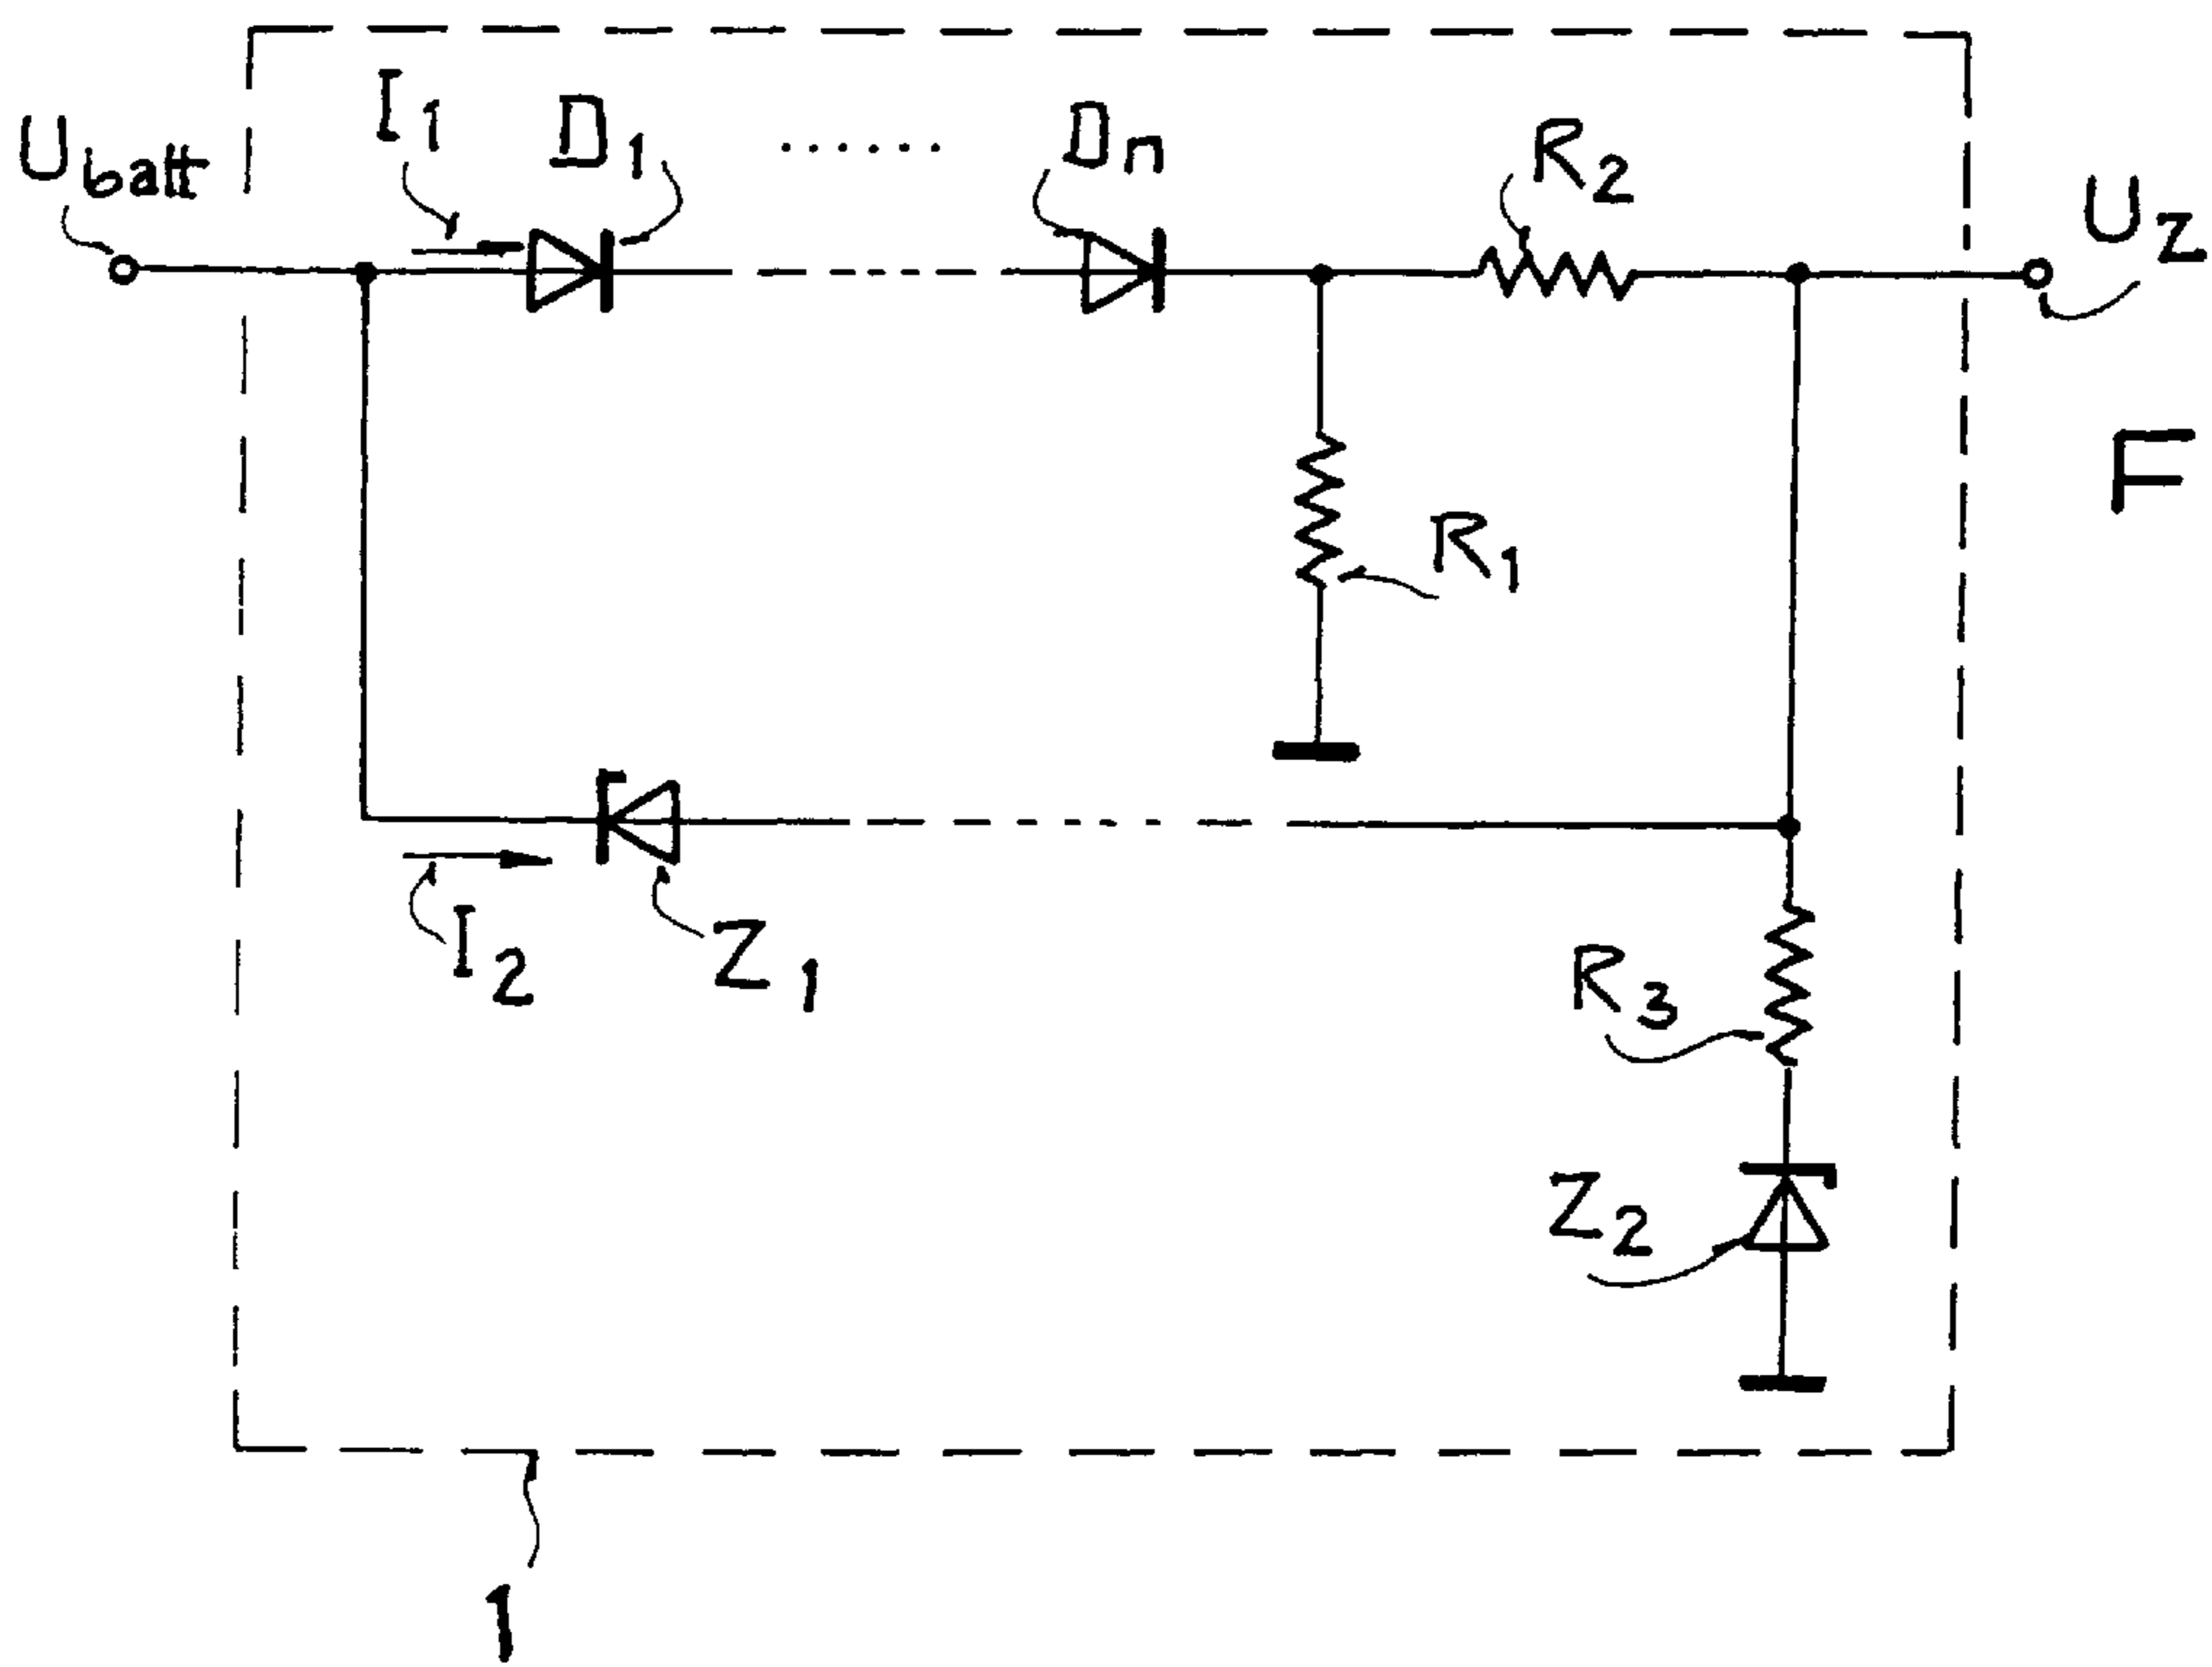 I1
D1
......
Dn
R2
Ubatt
Uz
F
R1
I2
Z1
R3
Z2
1